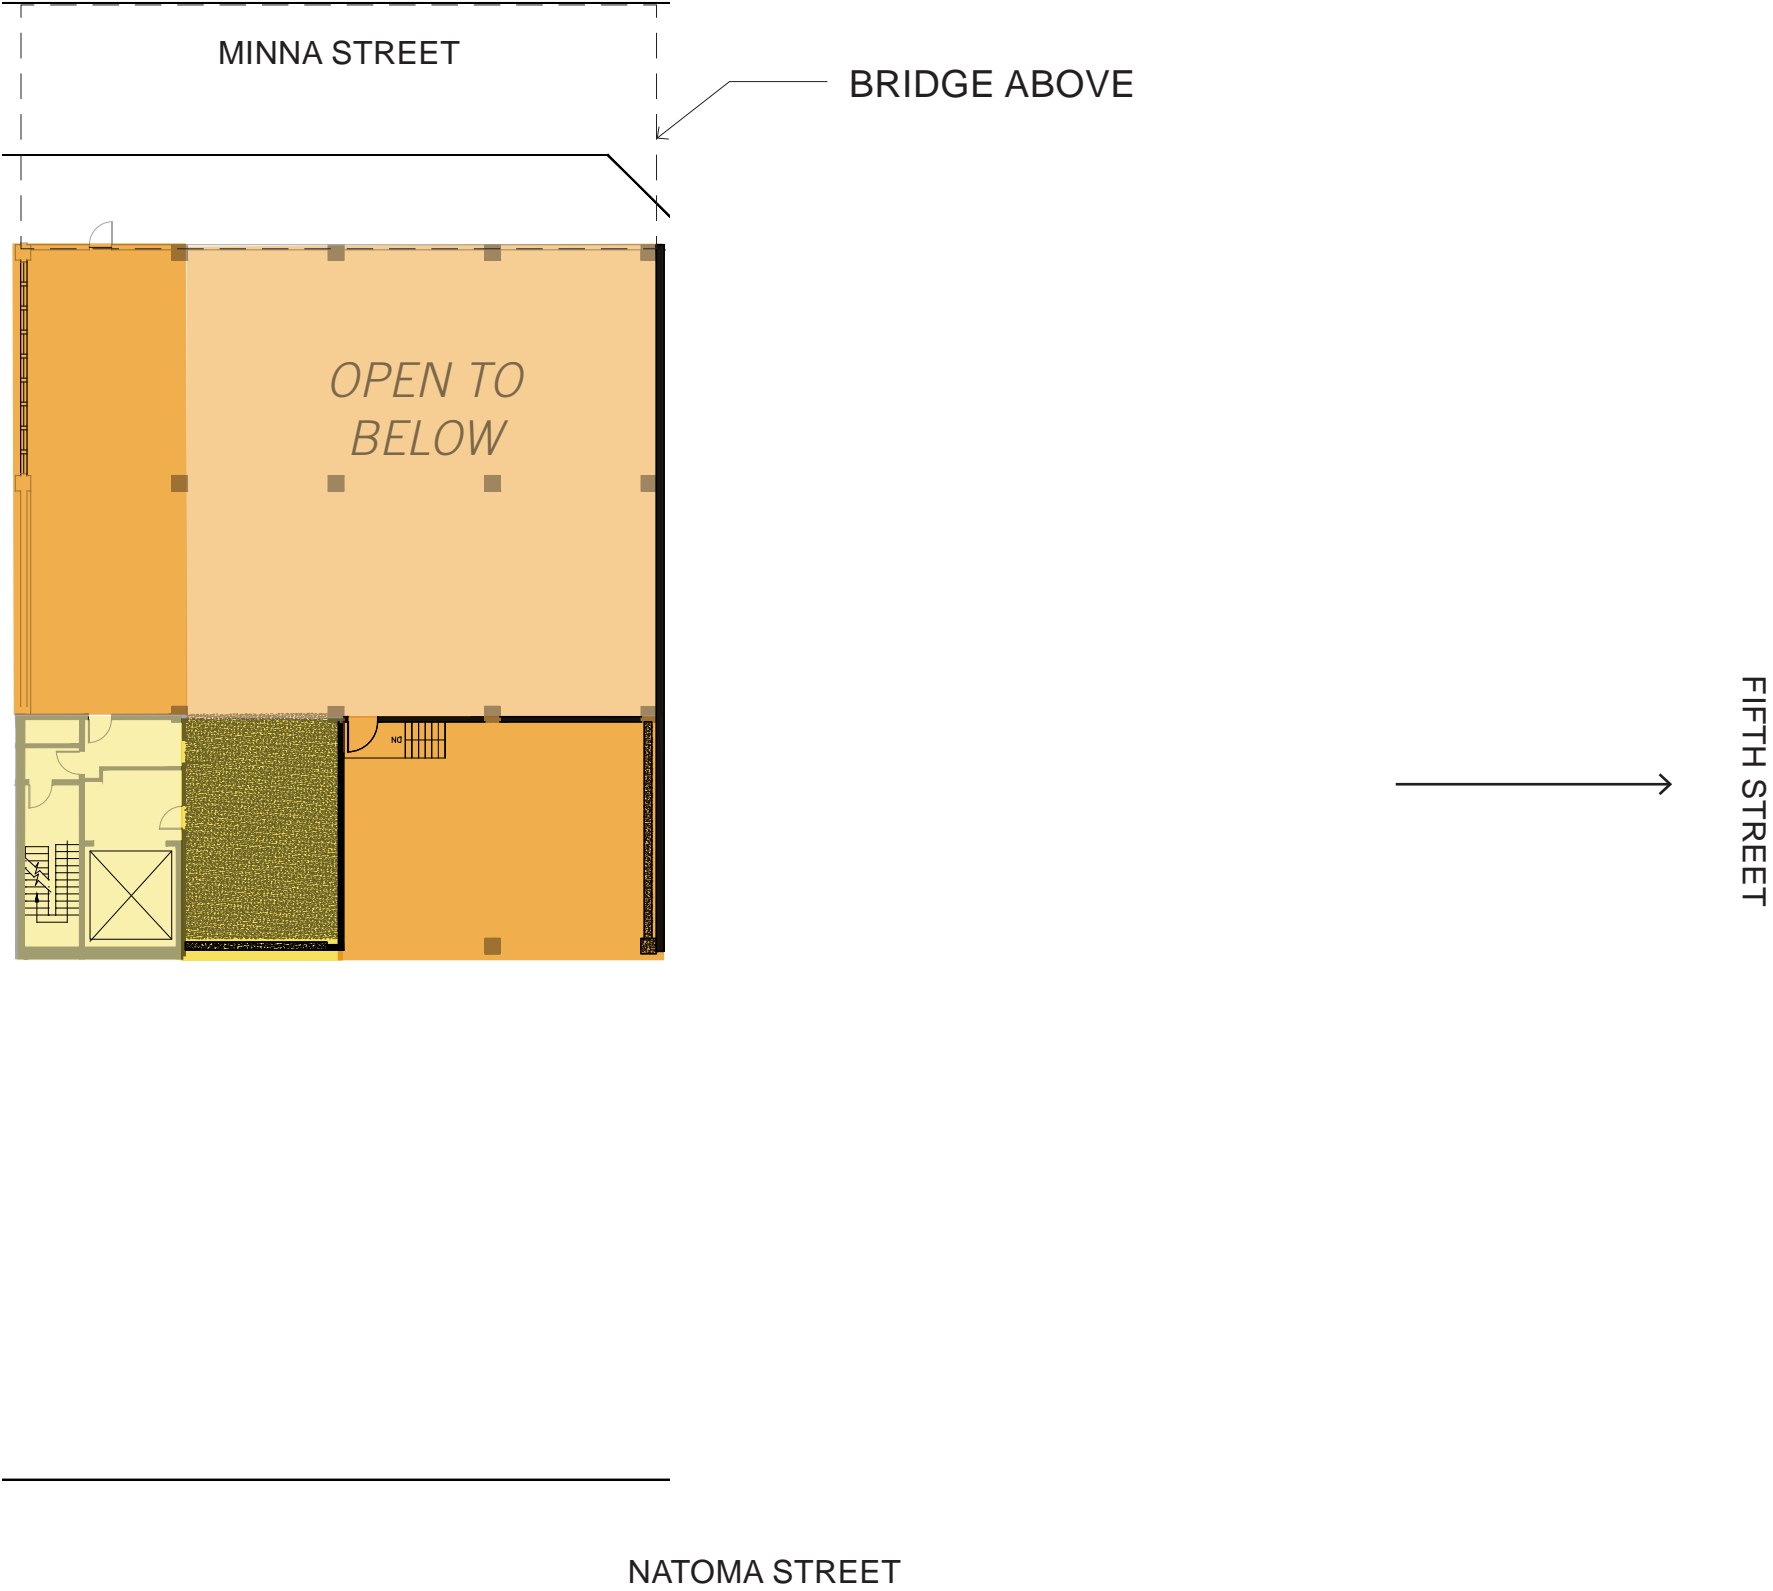 MINNA STREET
BRIDGE ABOVE
OPEN TO
BELOW
DN
FIFTH STREET
NATOMA STREET